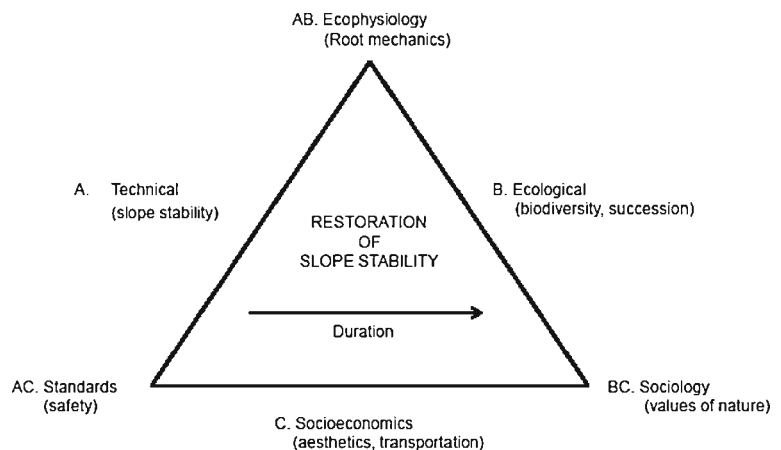 AB. Ecophysiology
(Root mechanics)
A. Technical
(slope stability)
B. Ecological
(biodiversity, succession)
RESTORATION
OF
SLOPE STABILITY
Duration
AC. Standards
(safety)
BC. Sociology
(values of nature)
C. Socioeconomics
(aesthetics, transportation)